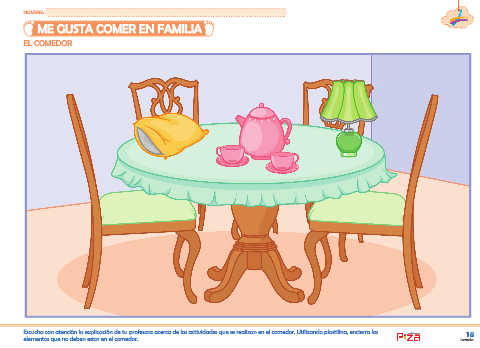 NOMBRE:
ME GUSTA COMER EN FAMILIA
EL COMEDOR
Escucha con atención la explicación de tu profesora acerca de las actividades que se realizan en el comedor. Utilizando plastilina, encierra los
elementos que no deben estar en el comedor.
16